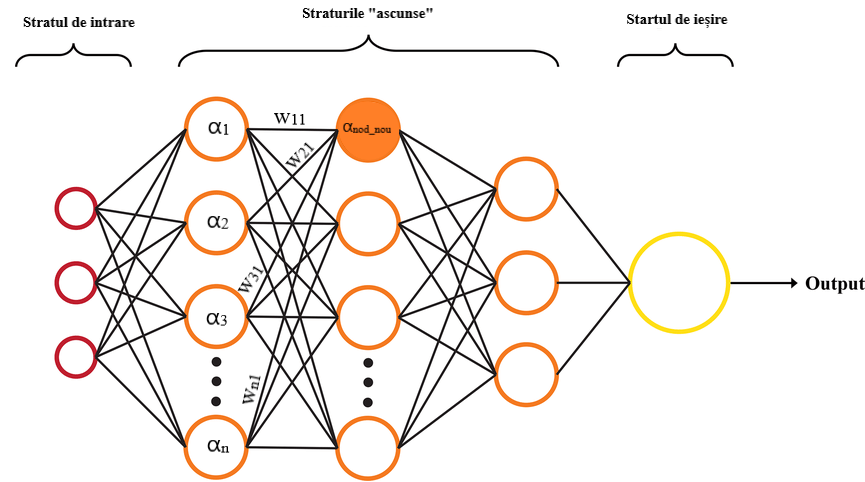 Stratul de intrare
Straturile "ascunse"
Startul de ieșire
α1
W11
αnod_nou
W21
α2
W31
α3
Wn1
αn
Output